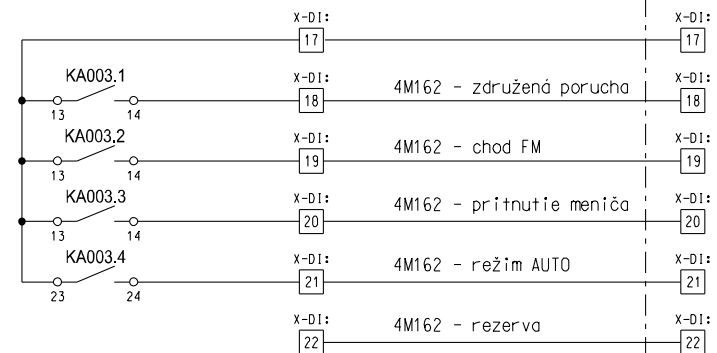 X-DI: X-DI:
17 17
KA003.1 X-DI: 4M162 - združená porucha X-DI:
13 14 18 18
KA003.2 X-DI: 4M162 - chod FM X-DI:
13 14 19 19
KA003.3 X-DI: 4M162 - pritnutie meniča X-DI:
13 14 20 20
KA003.4 X-DI: 4M162 - režim AUTO X-DI:
23 24 21 21
X-DI: 4M162 - rezerva X-DI:
22 22